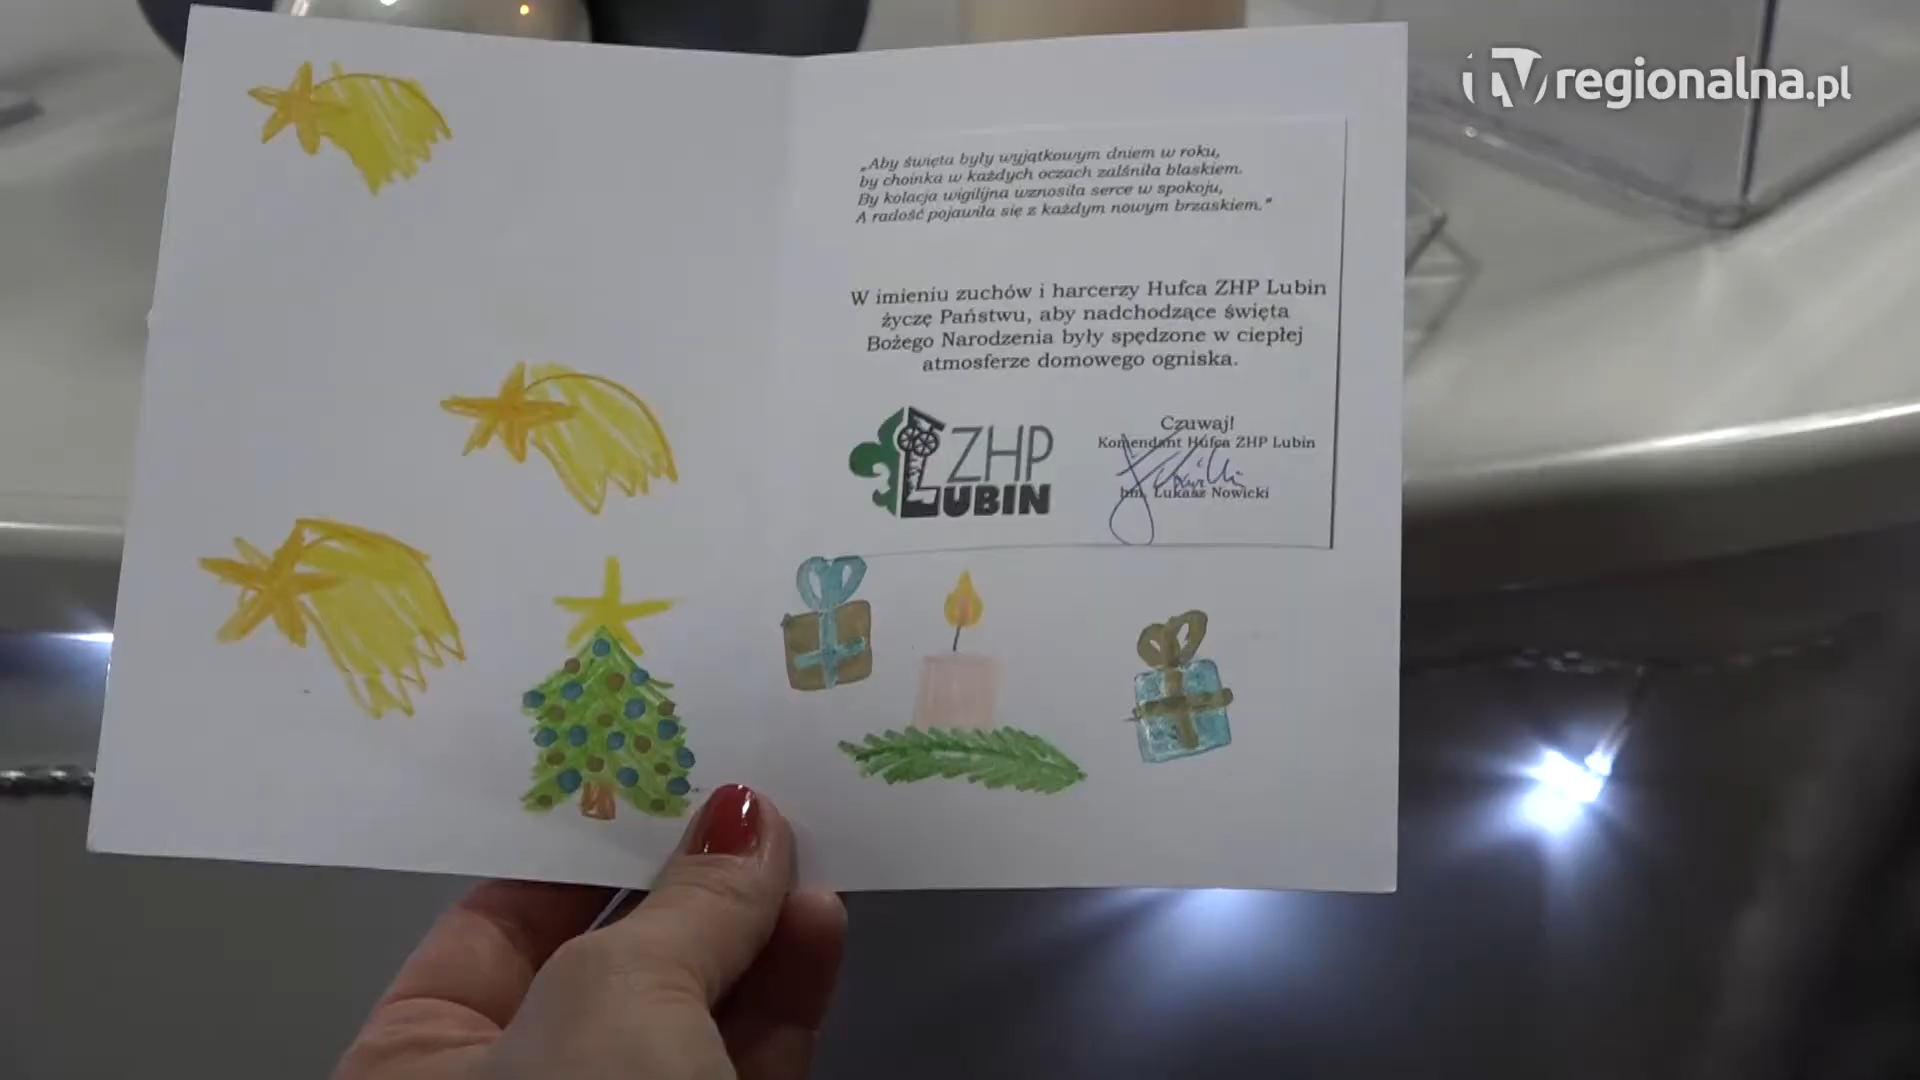 TV regionalna.pl
„Aby święta były wyjątkowym dniem w roku,
by choinka w każdych oczach zalśniła blaskiem.
By kolacja wigilijna wznosiła serce w spokoju,
A radość pojawiła się z każdym nowym brzaskiem.”
W imieniu zuchów i harcerzy Hufca ZHP Lubin
życzę Państwu, aby nadchodzące święta
Bożego Narodzenia były spędzone w ciepłej
atmosferze domowego ogniska.
ZHP
LUBIN
Czuwaj!
Komendant Hufca ZHP Lubin
hm. Łukasz Nowicki